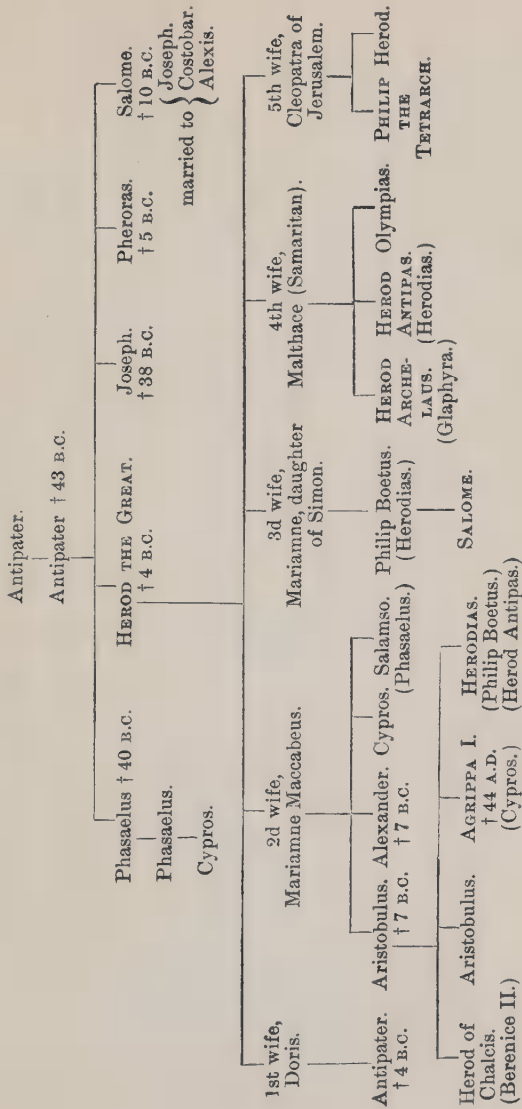 Antipater.
Antipater † 43 B.C.
Phasaelus † 40 B.C.
Phasaelus.
Cypros.
HEROD THE GREAT.
† 4 B.C.
Joseph.
† 38 B.C.
Pheroras.
† 5 B.C.
Salome.
† 10 B.C.
married to { Joseph.
Costobar.
Alexis.
1st wife,
Doris.
2d wife,
Mariamne Maccabeus.
3d wife,
Mariamne, daughter
of Simon.
4th wife,
Malthace (Samaritan).
5th wife,
Cleopatra of
Jerusalem.
Antipater.
† 4 B.C.
Aristobulus.
† 7 B.C.
Alexander.
† 7 B.C.
Cypros.
Salamso.
(Phasaelus.)
Philip Boetus.
(Herodias.)
SALOME.
HEROD
ARCHE-
LAUS.
(Glaphyra.)
HEROD
ANTIPAS.
(Herodias.)
Olympias.
PHILIP
THE
TETRARCH.
Herod.
Herod of
Chalcis.
(Berenice II.)
Aristobulus.
AGRIPPA I.
† 44 A.D.
(Cypros.)
HERODIAS.
(Philip Boetus.)
(Herod Antipas.)